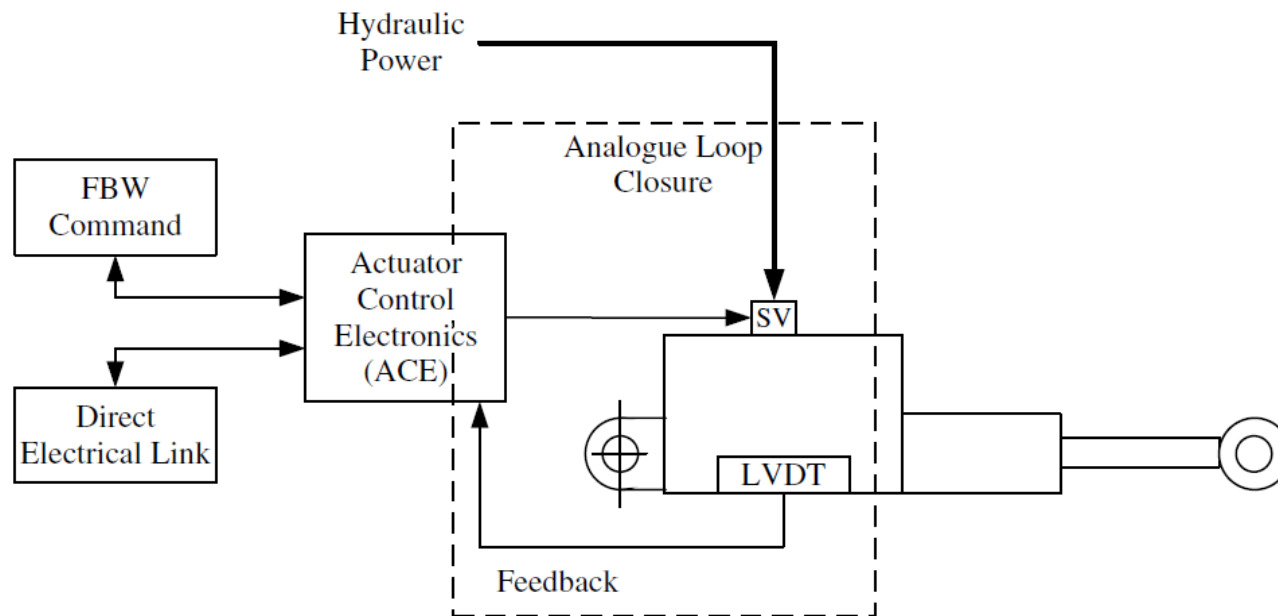 Hydraulic
Power
Analogue Loop
Closure
FBW
Command
Actuator
Control
Electronics
(ACE)
SV
Direct
Electrical Link
LVDT
Feedback